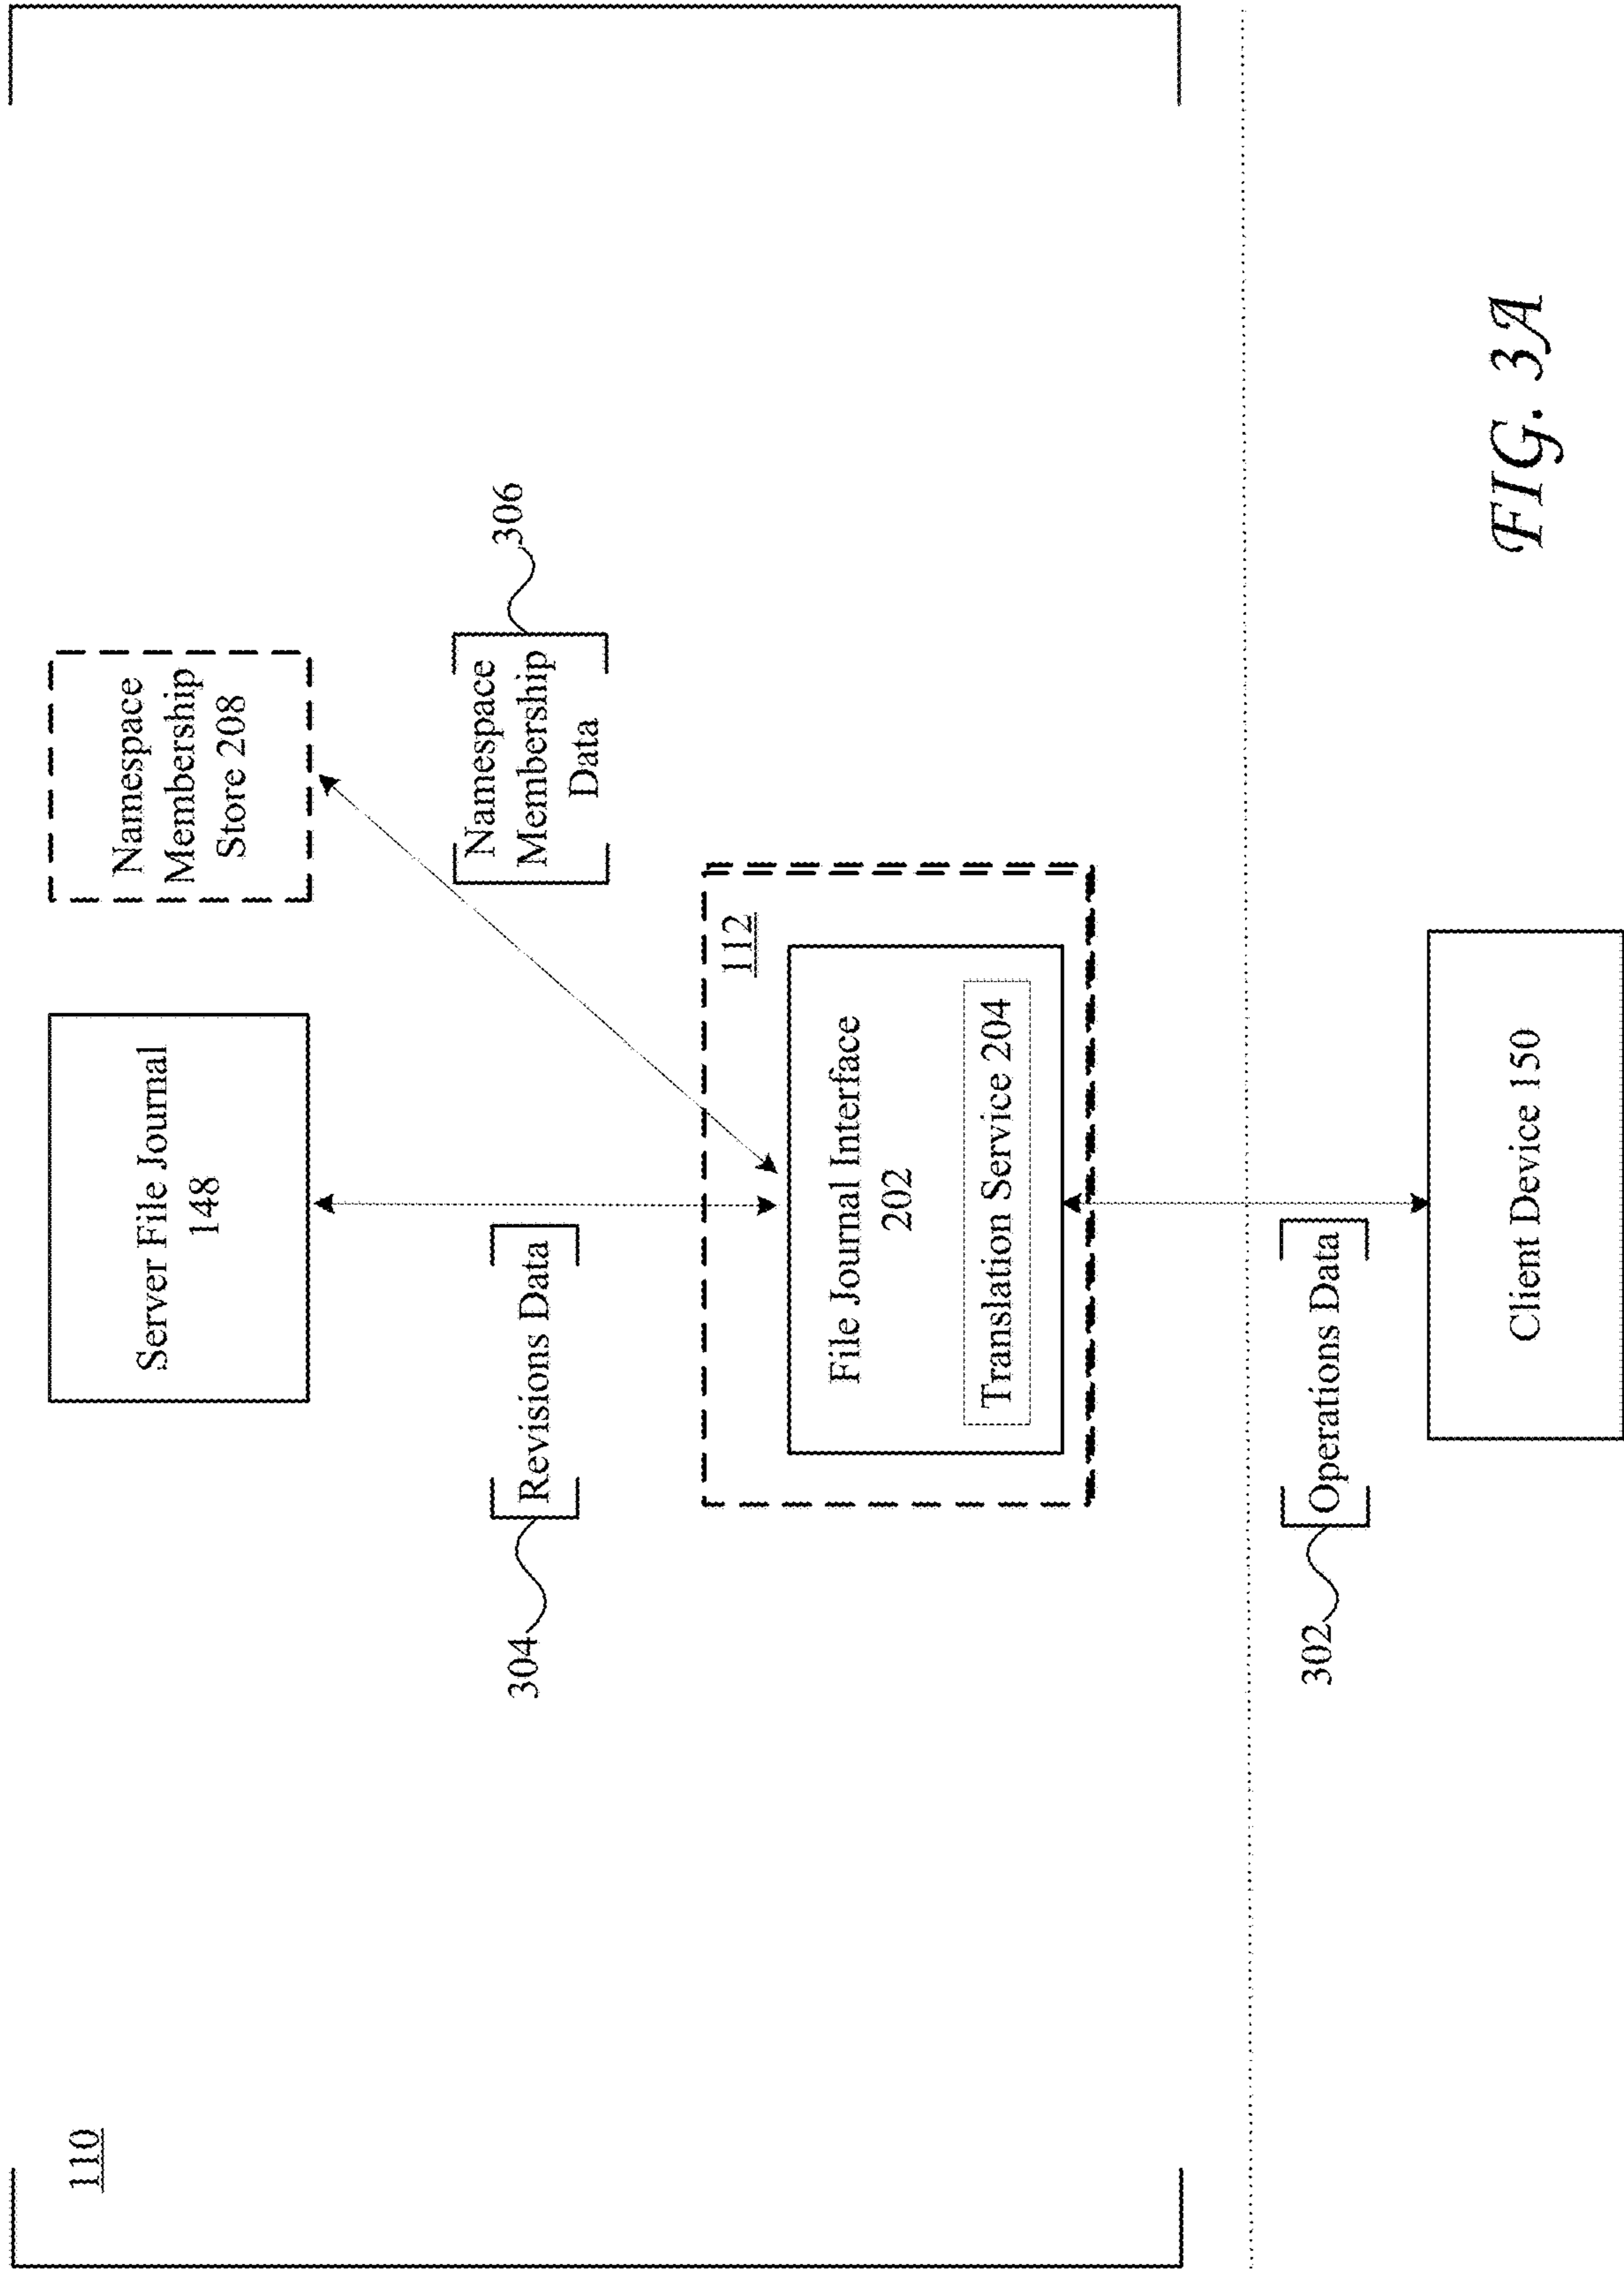 110
Server File Journal
148
Namespace
Membership
Store 208
304
Revisions Data
Namespace
Membership
Data
306
112
File Journal Interface
202
Translation Service 204
302
Operations Data
Client Device 150
FIG. 3A